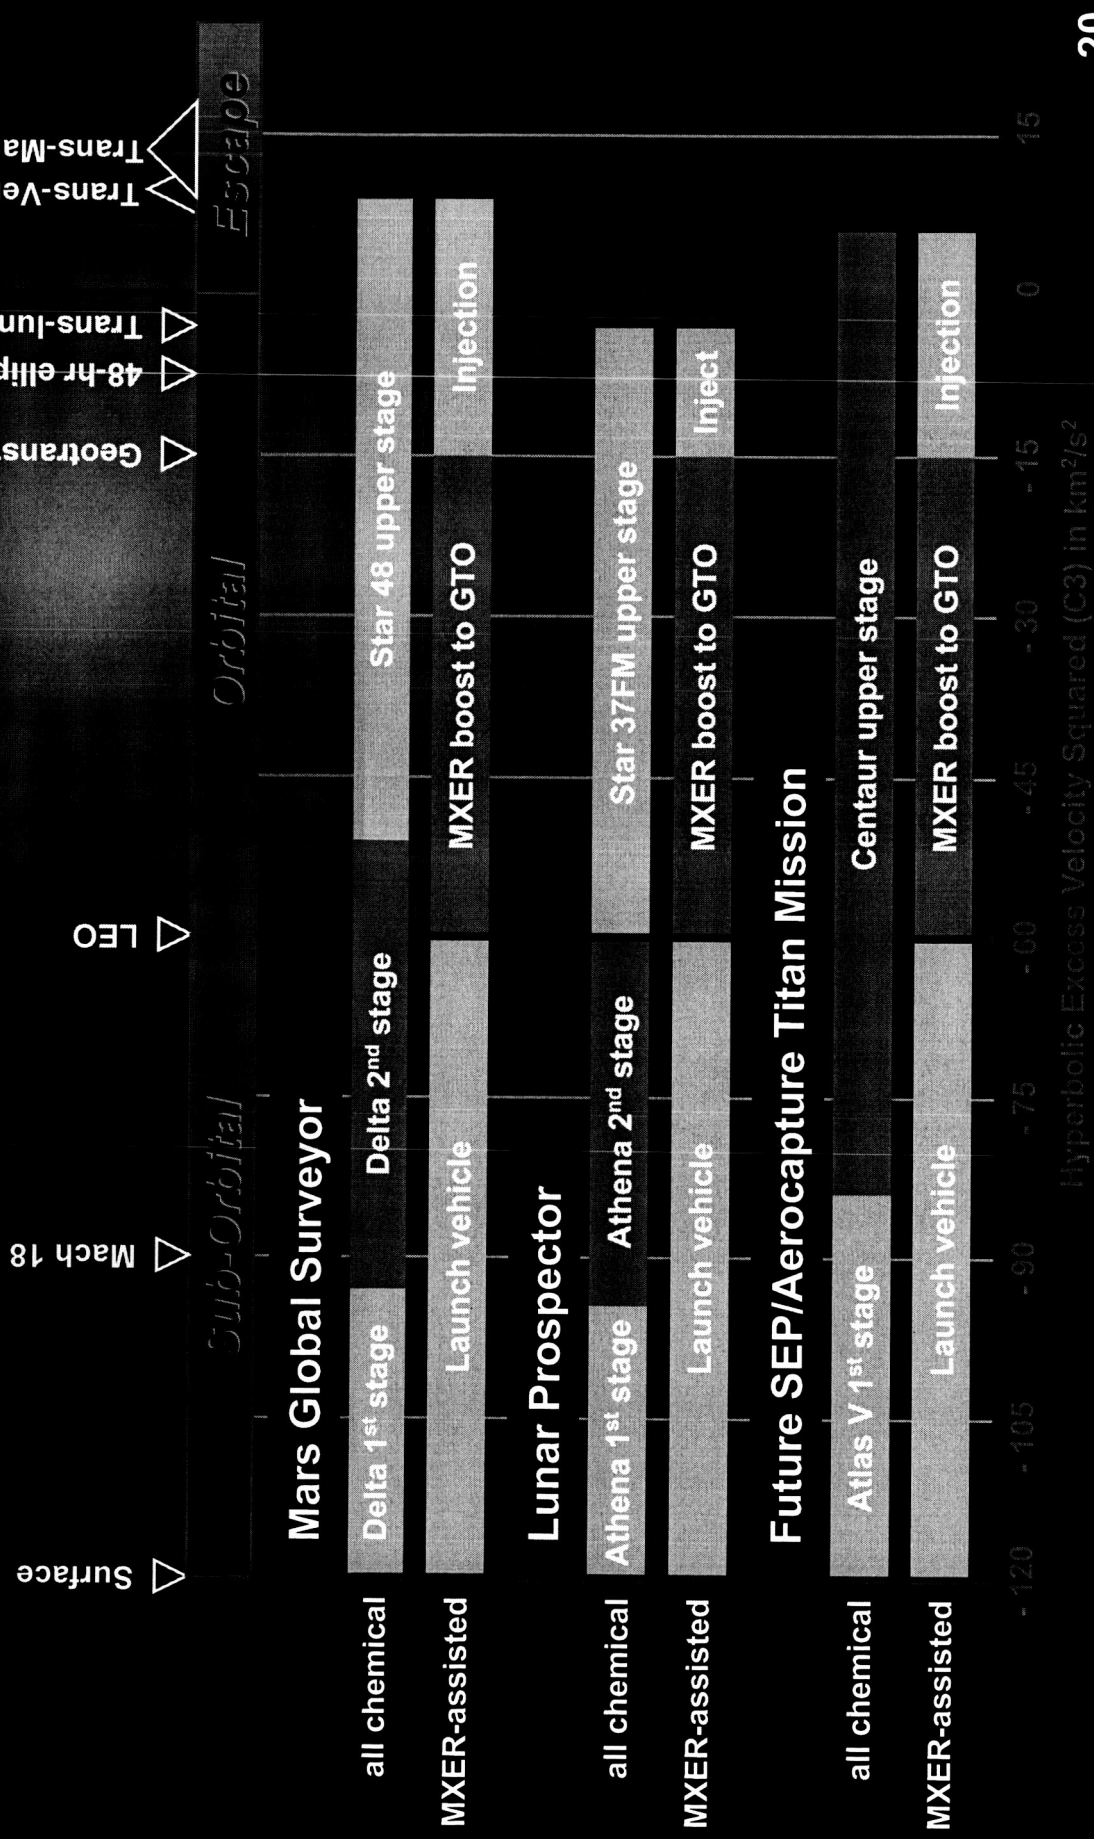 Surface
Mach 18
LEO
Geotrans
48-hr ellip
Trans-lun
Trans-Ve
Trans-Ma
Sub-Orbital
Orbital
Escape
Mars Global Surveyor
all chemical
Delta 1st stage
Delta 2nd stage
Star 48 upper stage
MXER-assisted
Launch vehicle
MXER boost to GTO
Injection
Lunar Prospector
all chemical
Athena 1st stage
Athena 2nd stage
Star 37FM upper stage
MXER-assisted
Launch vehicle
MXER boost to GTO
Inject
Future SEP/Aerocapture Titan Mission
all chemical
Atlas V 1st stage
Centaur upper stage
MXER-assisted
Launch vehicle
MXER boost to GTO
Injection
-120 -105 -90 -75 -60 -45 -30 -15 0 15
Hyperbolic Excess Velocity Squared (C3) in km²/s²
20